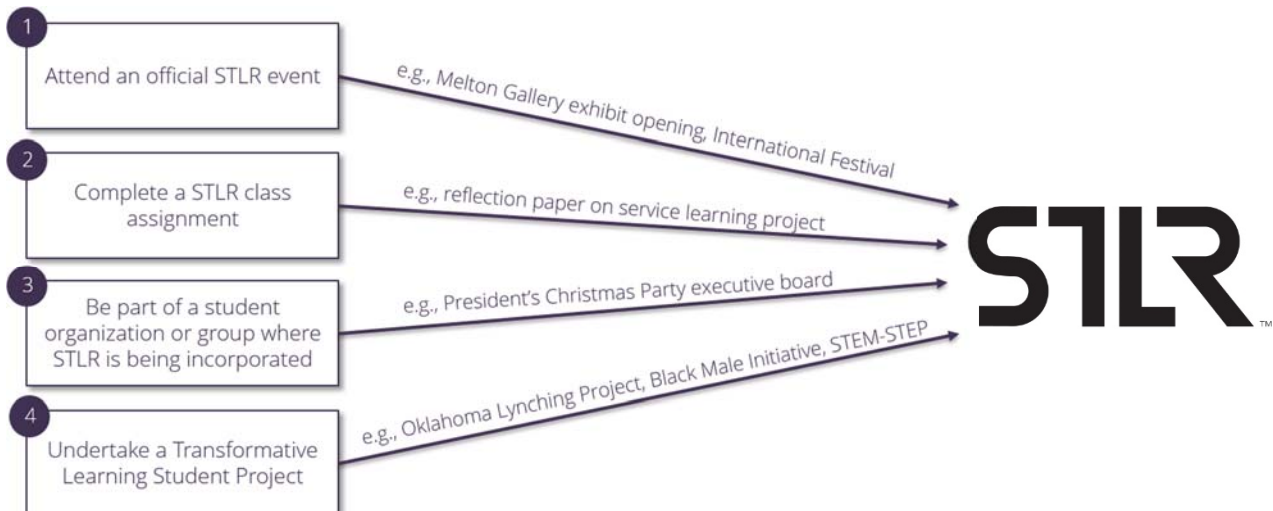 1
Attend an official STLR event
e.g., Melton Gallery exhibit opening, International Festival
2
Complete a STLR class
assignment
e.g., reflection paper on service learning project
3
Be part of a student
organization or group where
STLR is being incorporated
e.g., President's Christmas Party executive board
4
Undertake a Transformative
Learning Student Project
e.g., Oklahoma Lynching Project, Black Male Initiative, STEM-STEP
STLR
TM